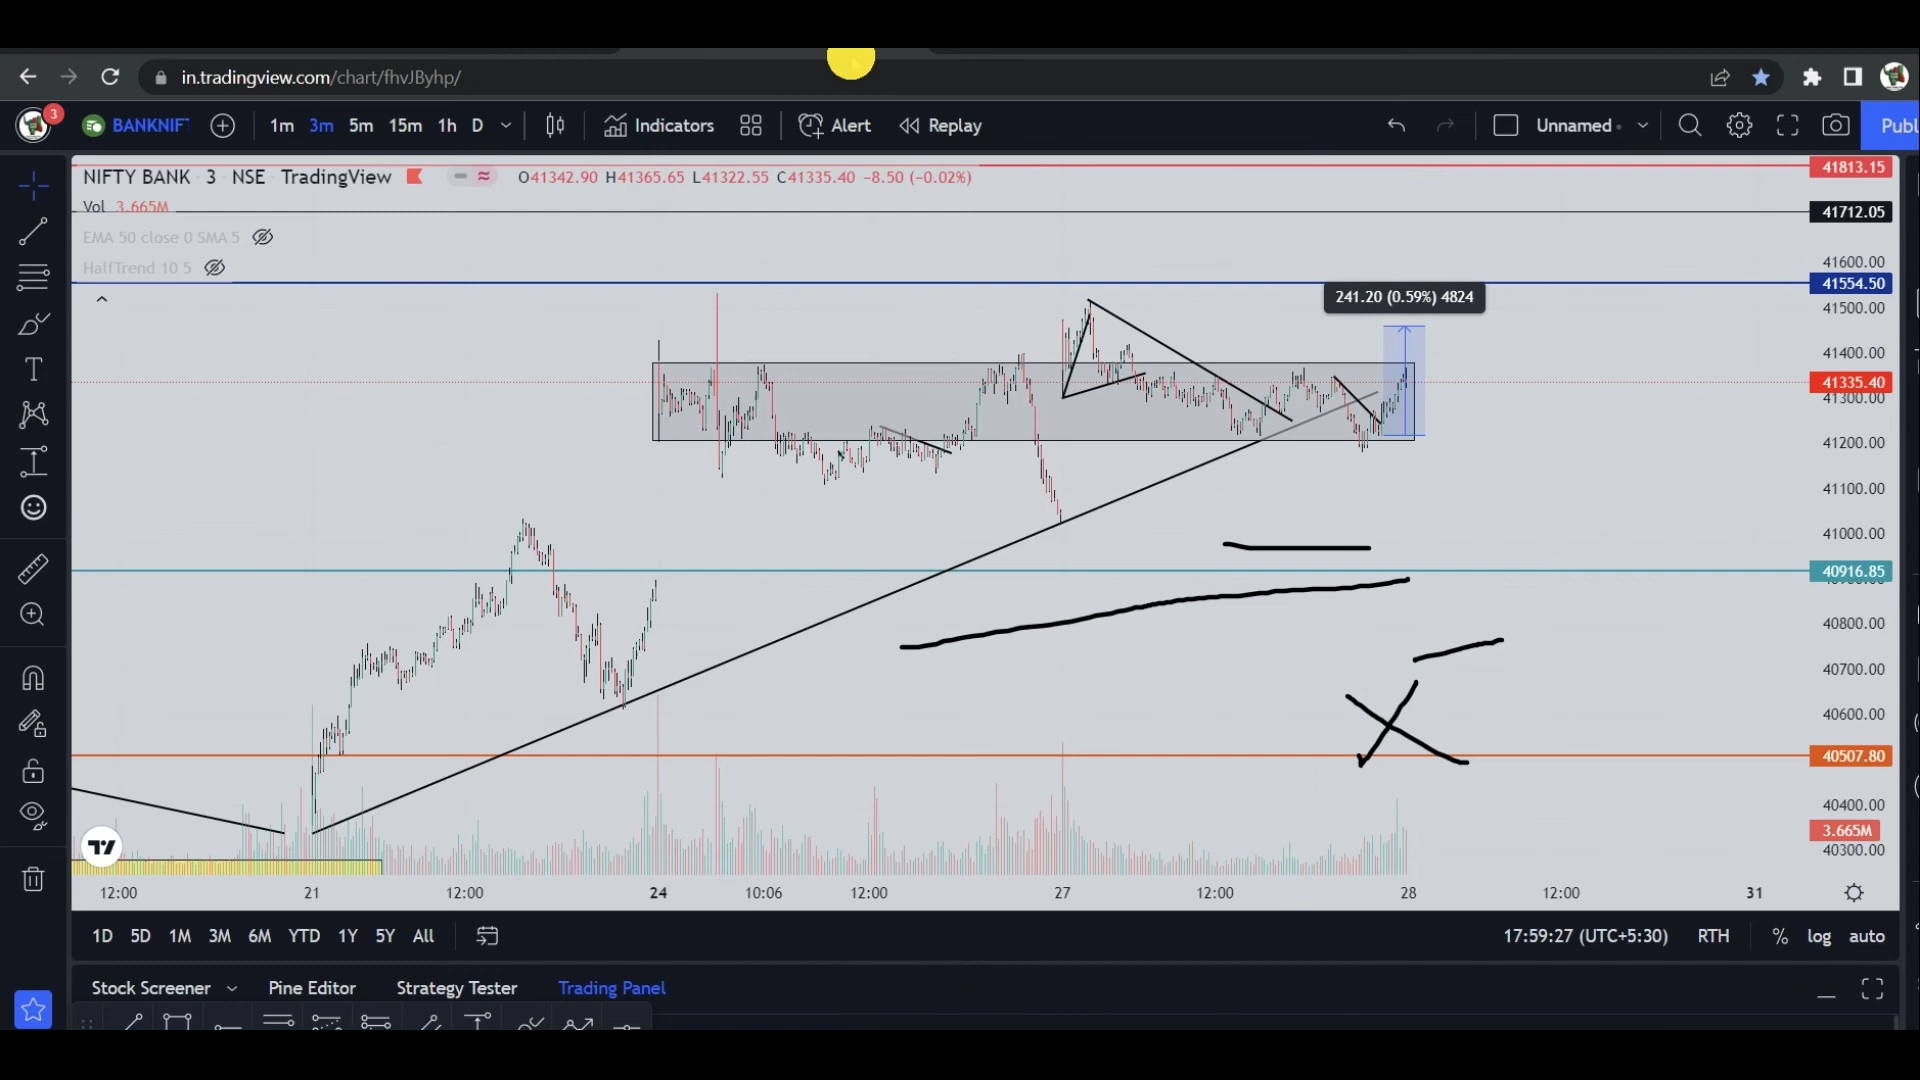 in.tradingview.com/chart/fhvJByhp/
3
BANKNIF
1m 3m 5m 15m 1h D
Indicators
Alert
Replay
Unnamed
Publ
NIFTY BANK 3 NSE TradingView
O41342.90 H41365.65 L41322.55 C41335.40 −8.50 (−0.02%)
Vol 3.665M
EMA 50 close 0 SMA 5
HalfTrend 10 5
241.20 (0.59%) 4824
41813.15
41712.05
41600.00
41554.50
41500.00
41400.00
41335.40
41300.00
41200.00
41100.00
41000.00
40916.85
40800.00
40700.00
40600.00
40507.80
40400.00
3.665M
40300.00
12:00 21 12:00 24 10:06 12:00 27 12:00 28 12:00 31
1D 5D 1M 3M 6M YTD 1Y 5Y All
17:59:27 (UTC+5:30) RTH % log auto
Stock Screener Pine Editor Strategy Tester Trading Panel